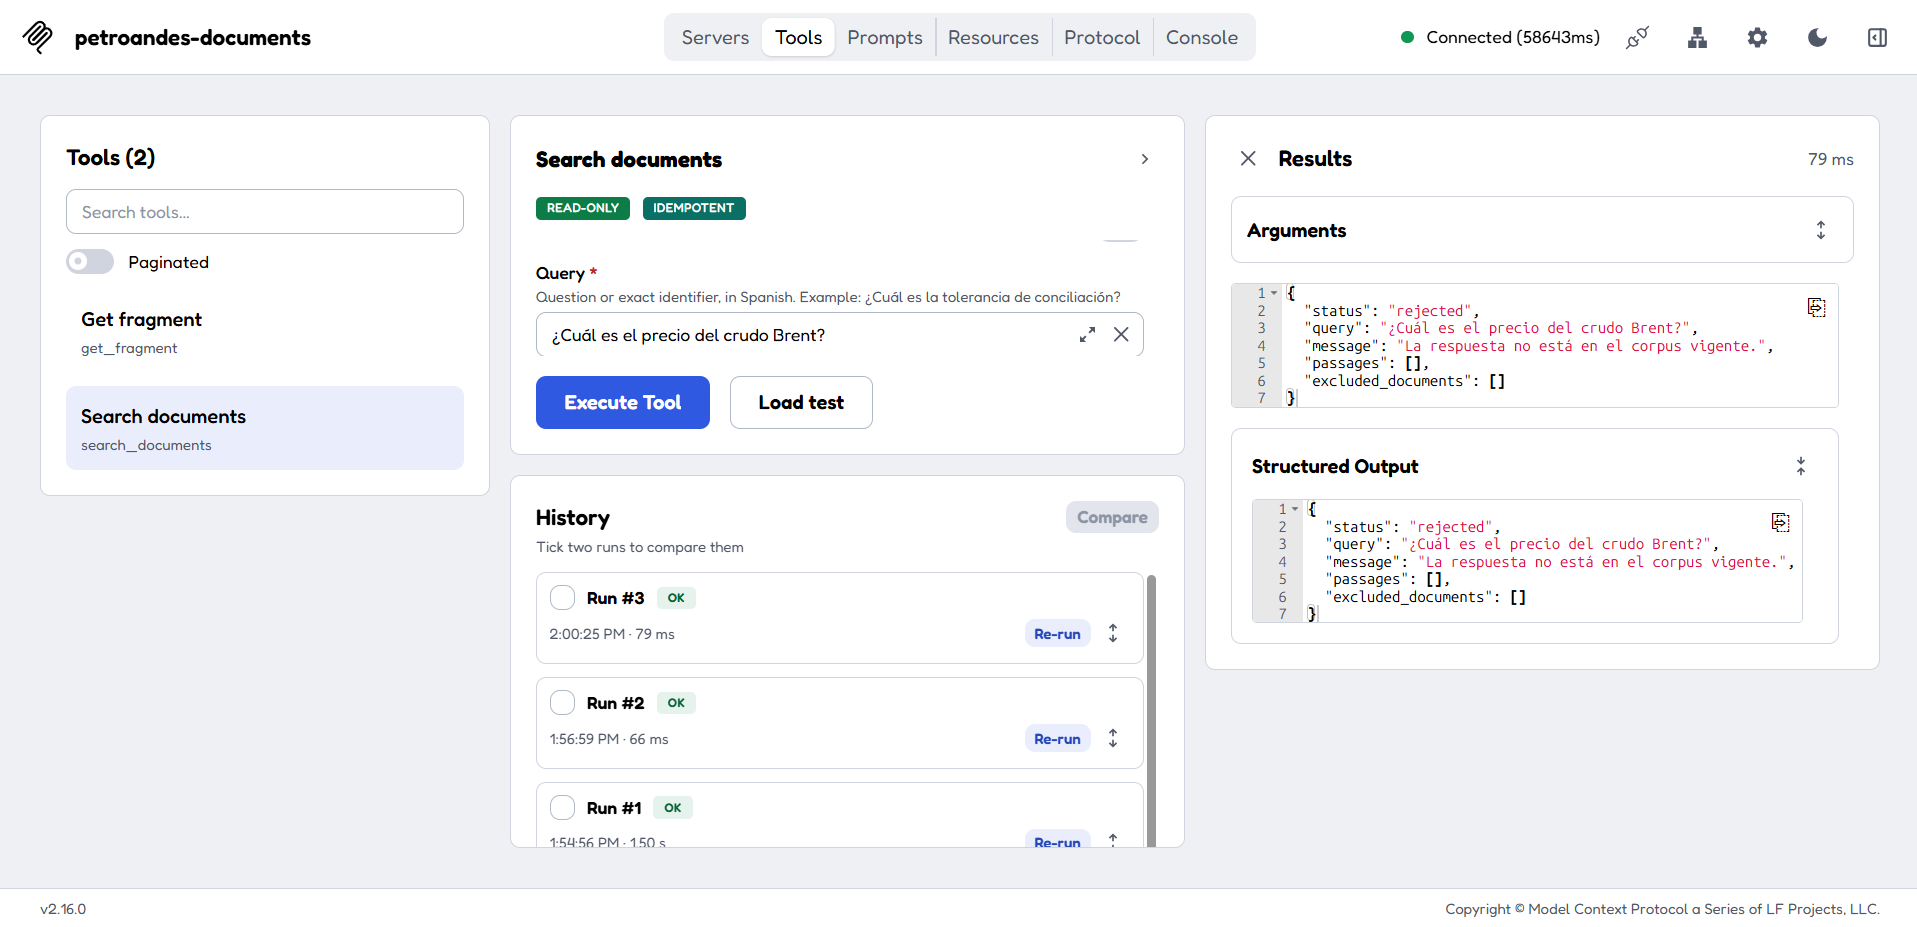 petroandes-documents
Servers Tools Prompts Resources Protocol Console
Connected (58643ms)
Tools (2)
Search tools...
Paginated
Get fragment
get_fragment
Search documents
search_documents
Search documents
READ-ONLY IDEMPOTENT
Query *
Question or exact identifier, in Spanish. Example: ¿Cuál es la tolerancia de conciliación?
¿Cuál es el precio del crudo Brent?
Execute Tool Load test
History Compare
Tick two runs to compare them
Run #3 OK
2:00:25 PM · 79 ms Re-run
Run #2 OK
1:56:59 PM · 66 ms Re-run
Run #1 OK
1:54:56 PM · 1.50 s Re-run
Results 79 ms
Arguments
1 {
2 "status": "rejected",
3 "query": "¿Cuál es el precio del crudo Brent?",
4 "message": "La respuesta no está en el corpus vigente.",
5 "passages": [],
6 "excluded_documents": []
7 }
Structured Output
1 {
2 "status": "rejected",
3 "query": "¿Cuál es el precio del crudo Brent?",
4 "message": "La respuesta no está en el corpus vigente.",
5 "passages": [],
6 "excluded_documents": []
7 }
v2.16.0
Copyright © Model Context Protocol a Series of LF Projects, LLC.